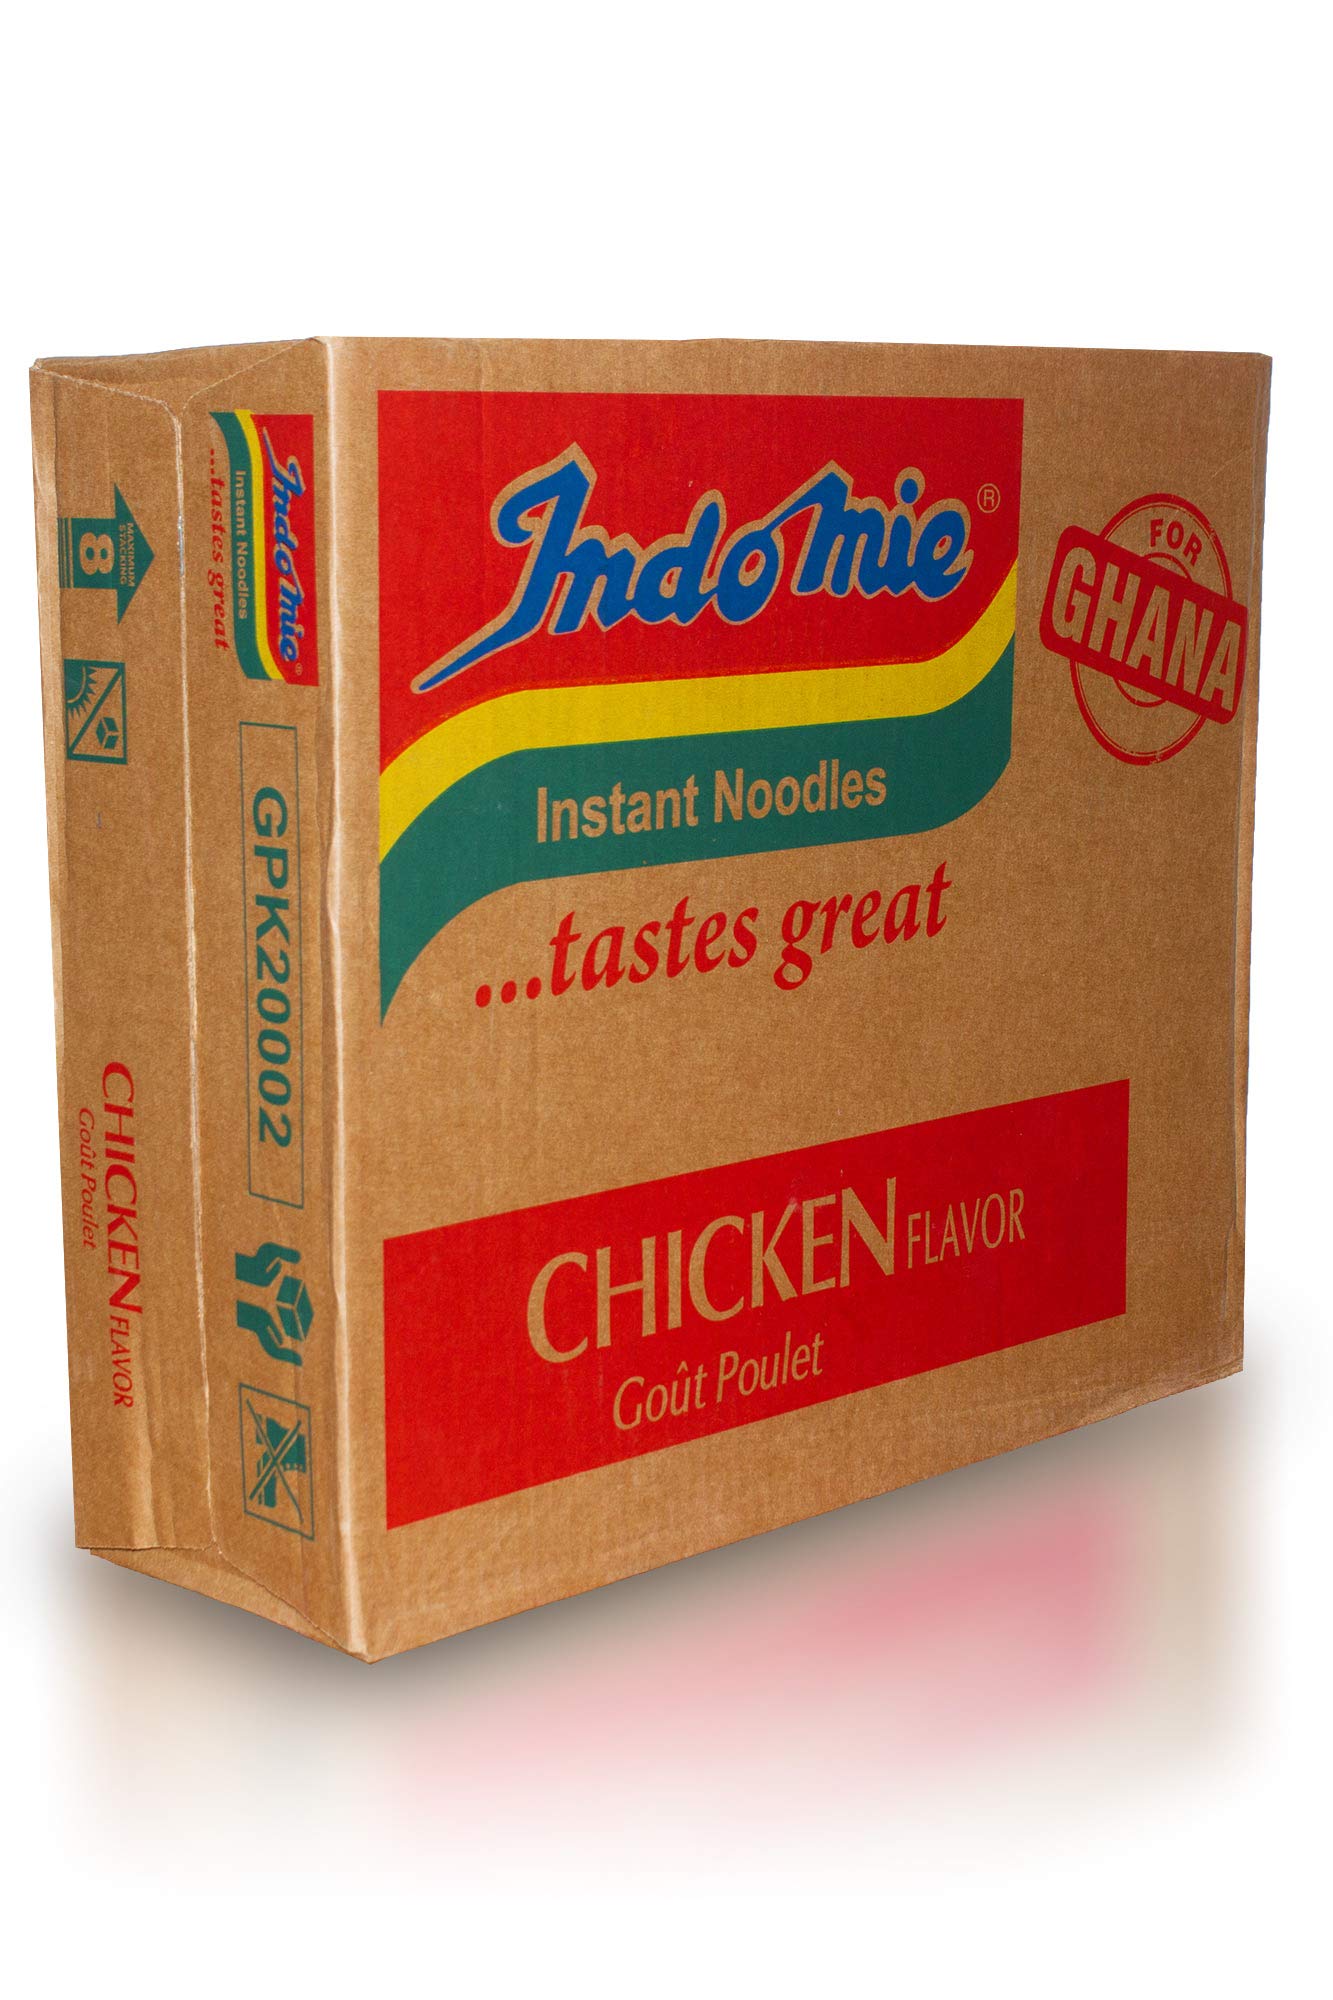 Indomie®
Instant Noodles
...tastes great
FOR
GHANA
CHICKEN FLAVOR
Goût Poulet
Indomie®
Instant Noodles
...tastes great
MAXIMUM
STACKING
8
GPK20002
CHICKEN FLAVOR
Goût Poulet